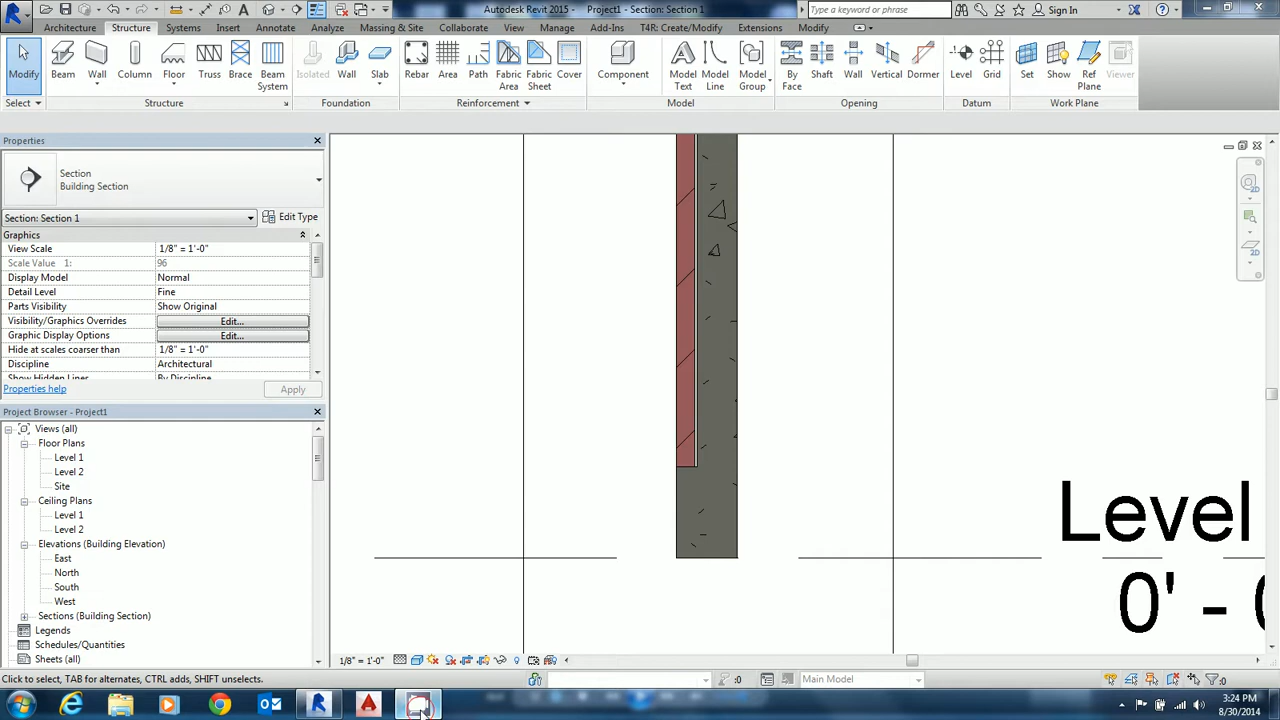 Autodesk Revit 2015 - Project1 - Section: Section 1
Type a keyword or phrase
Sign In
Architecture Structure Systems Insert Annotate Analyze Massing & Site Collaborate View Manage Add-Ins T4R: Create/Modify Extensions Modify
Modify Beam Wall Column Floor Truss Brace Beam System Isolated Wall Slab Rebar Area Path Fabric Area Fabric Sheet Cover Component Model Text Model Line Model Group By Face Shaft Wall Vertical Dormer Level Grid Set Show Ref Plane Viewer
Select Structure Foundation Reinforcement Model Opening Datum Work Plane
Properties
Section
Building Section
Section: Section 1 Edit Type
Graphics
View Scale 1/8" = 1'-0"
Scale Value 1: 96
Display Model Normal
Detail Level Fine
Parts Visibility Show Original
Visibility/Graphics Overrides Edit...
Graphic Display Options Edit...
Hide at scales coarser than 1/8" = 1'-0"
Discipline Architectural
Show Hidden Lines By Discipline
Properties help Apply
Project Browser - Project1
Views (all)
Floor Plans
Level 1
Level 2
Site
Ceiling Plans
Level 1
Level 2
Elevations (Building Elevation)
East
North
South
West
Sections (Building Section)
Legends
Schedules/Quantities
Sheets (all)
Level
0' -
2D
2D
1/8" = 1'-0"
Click to select, TAB for alternates, CTRL adds, SHIFT unselects.
:0 Main Model :0
3:24 PM
8/30/2014